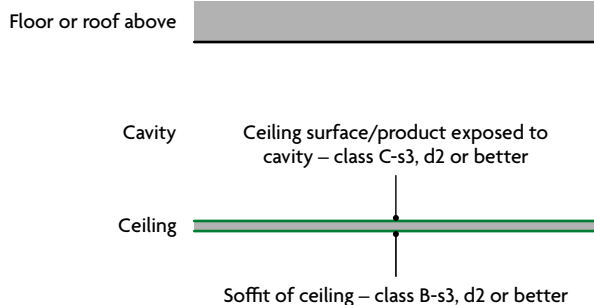 Floor or roof above
Cavity
Ceiling surface/product exposed to
cavity – class C-s3, d2 or better
Ceiling
Soffit of ceiling – class B-s3, d2 or better